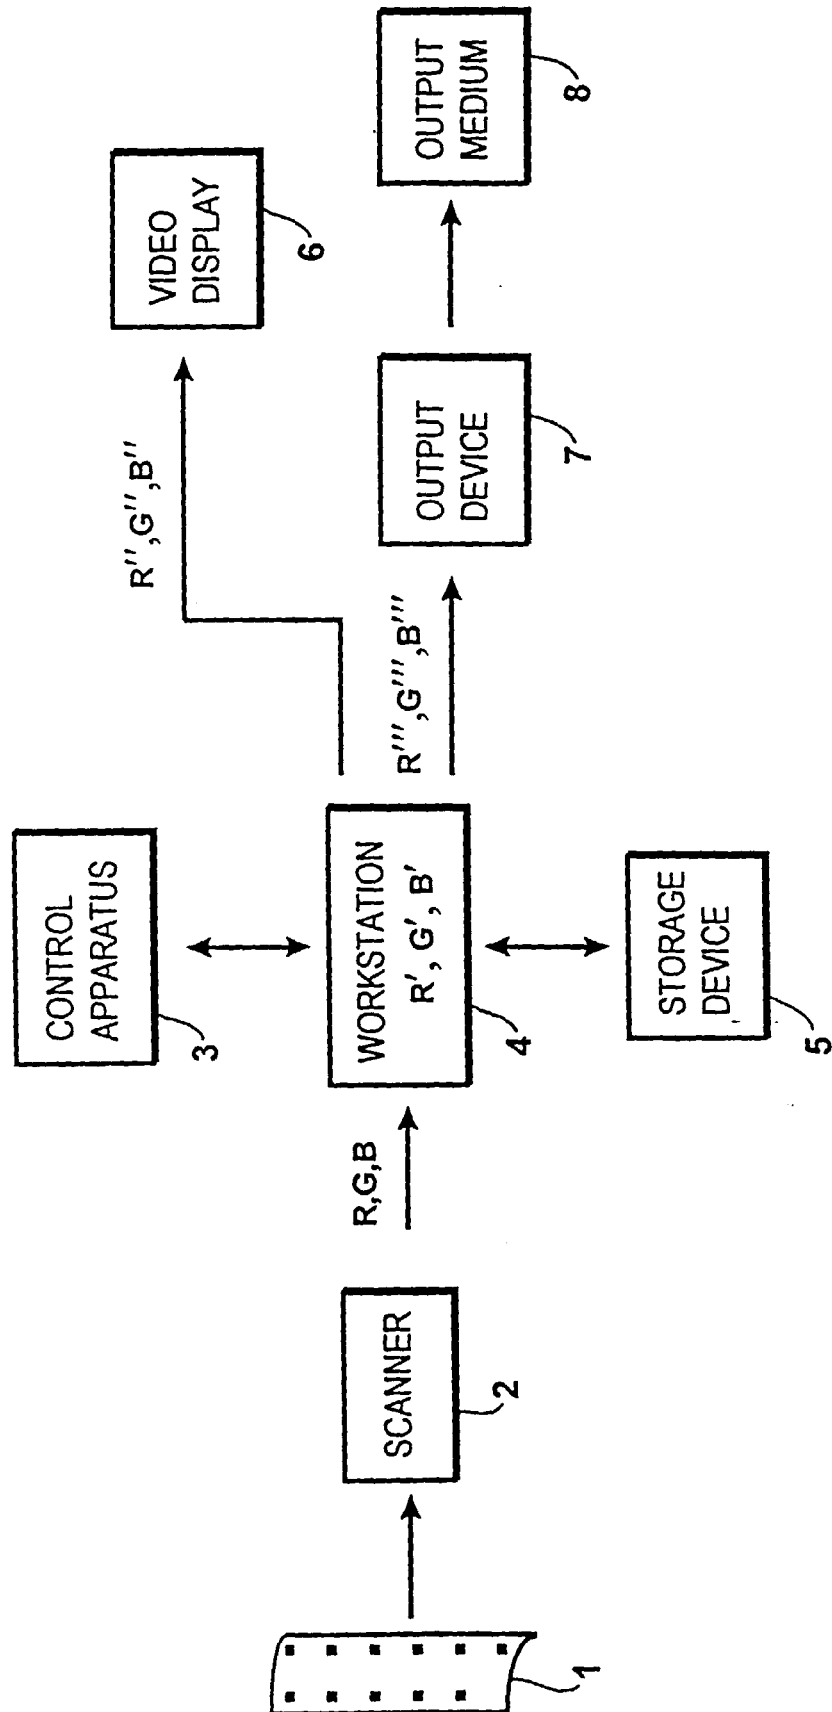 1
SCANNER
2
R,G,B
CONTROL
APPARATUS
3
WORKSTATION
R', G', B'
4
STORAGE
DEVICE
5
R'',G'',B''
VIDEO
DISPLAY
6
R''',G''',B'''
OUTPUT
DEVICE
7
OUTPUT
MEDIUM
8